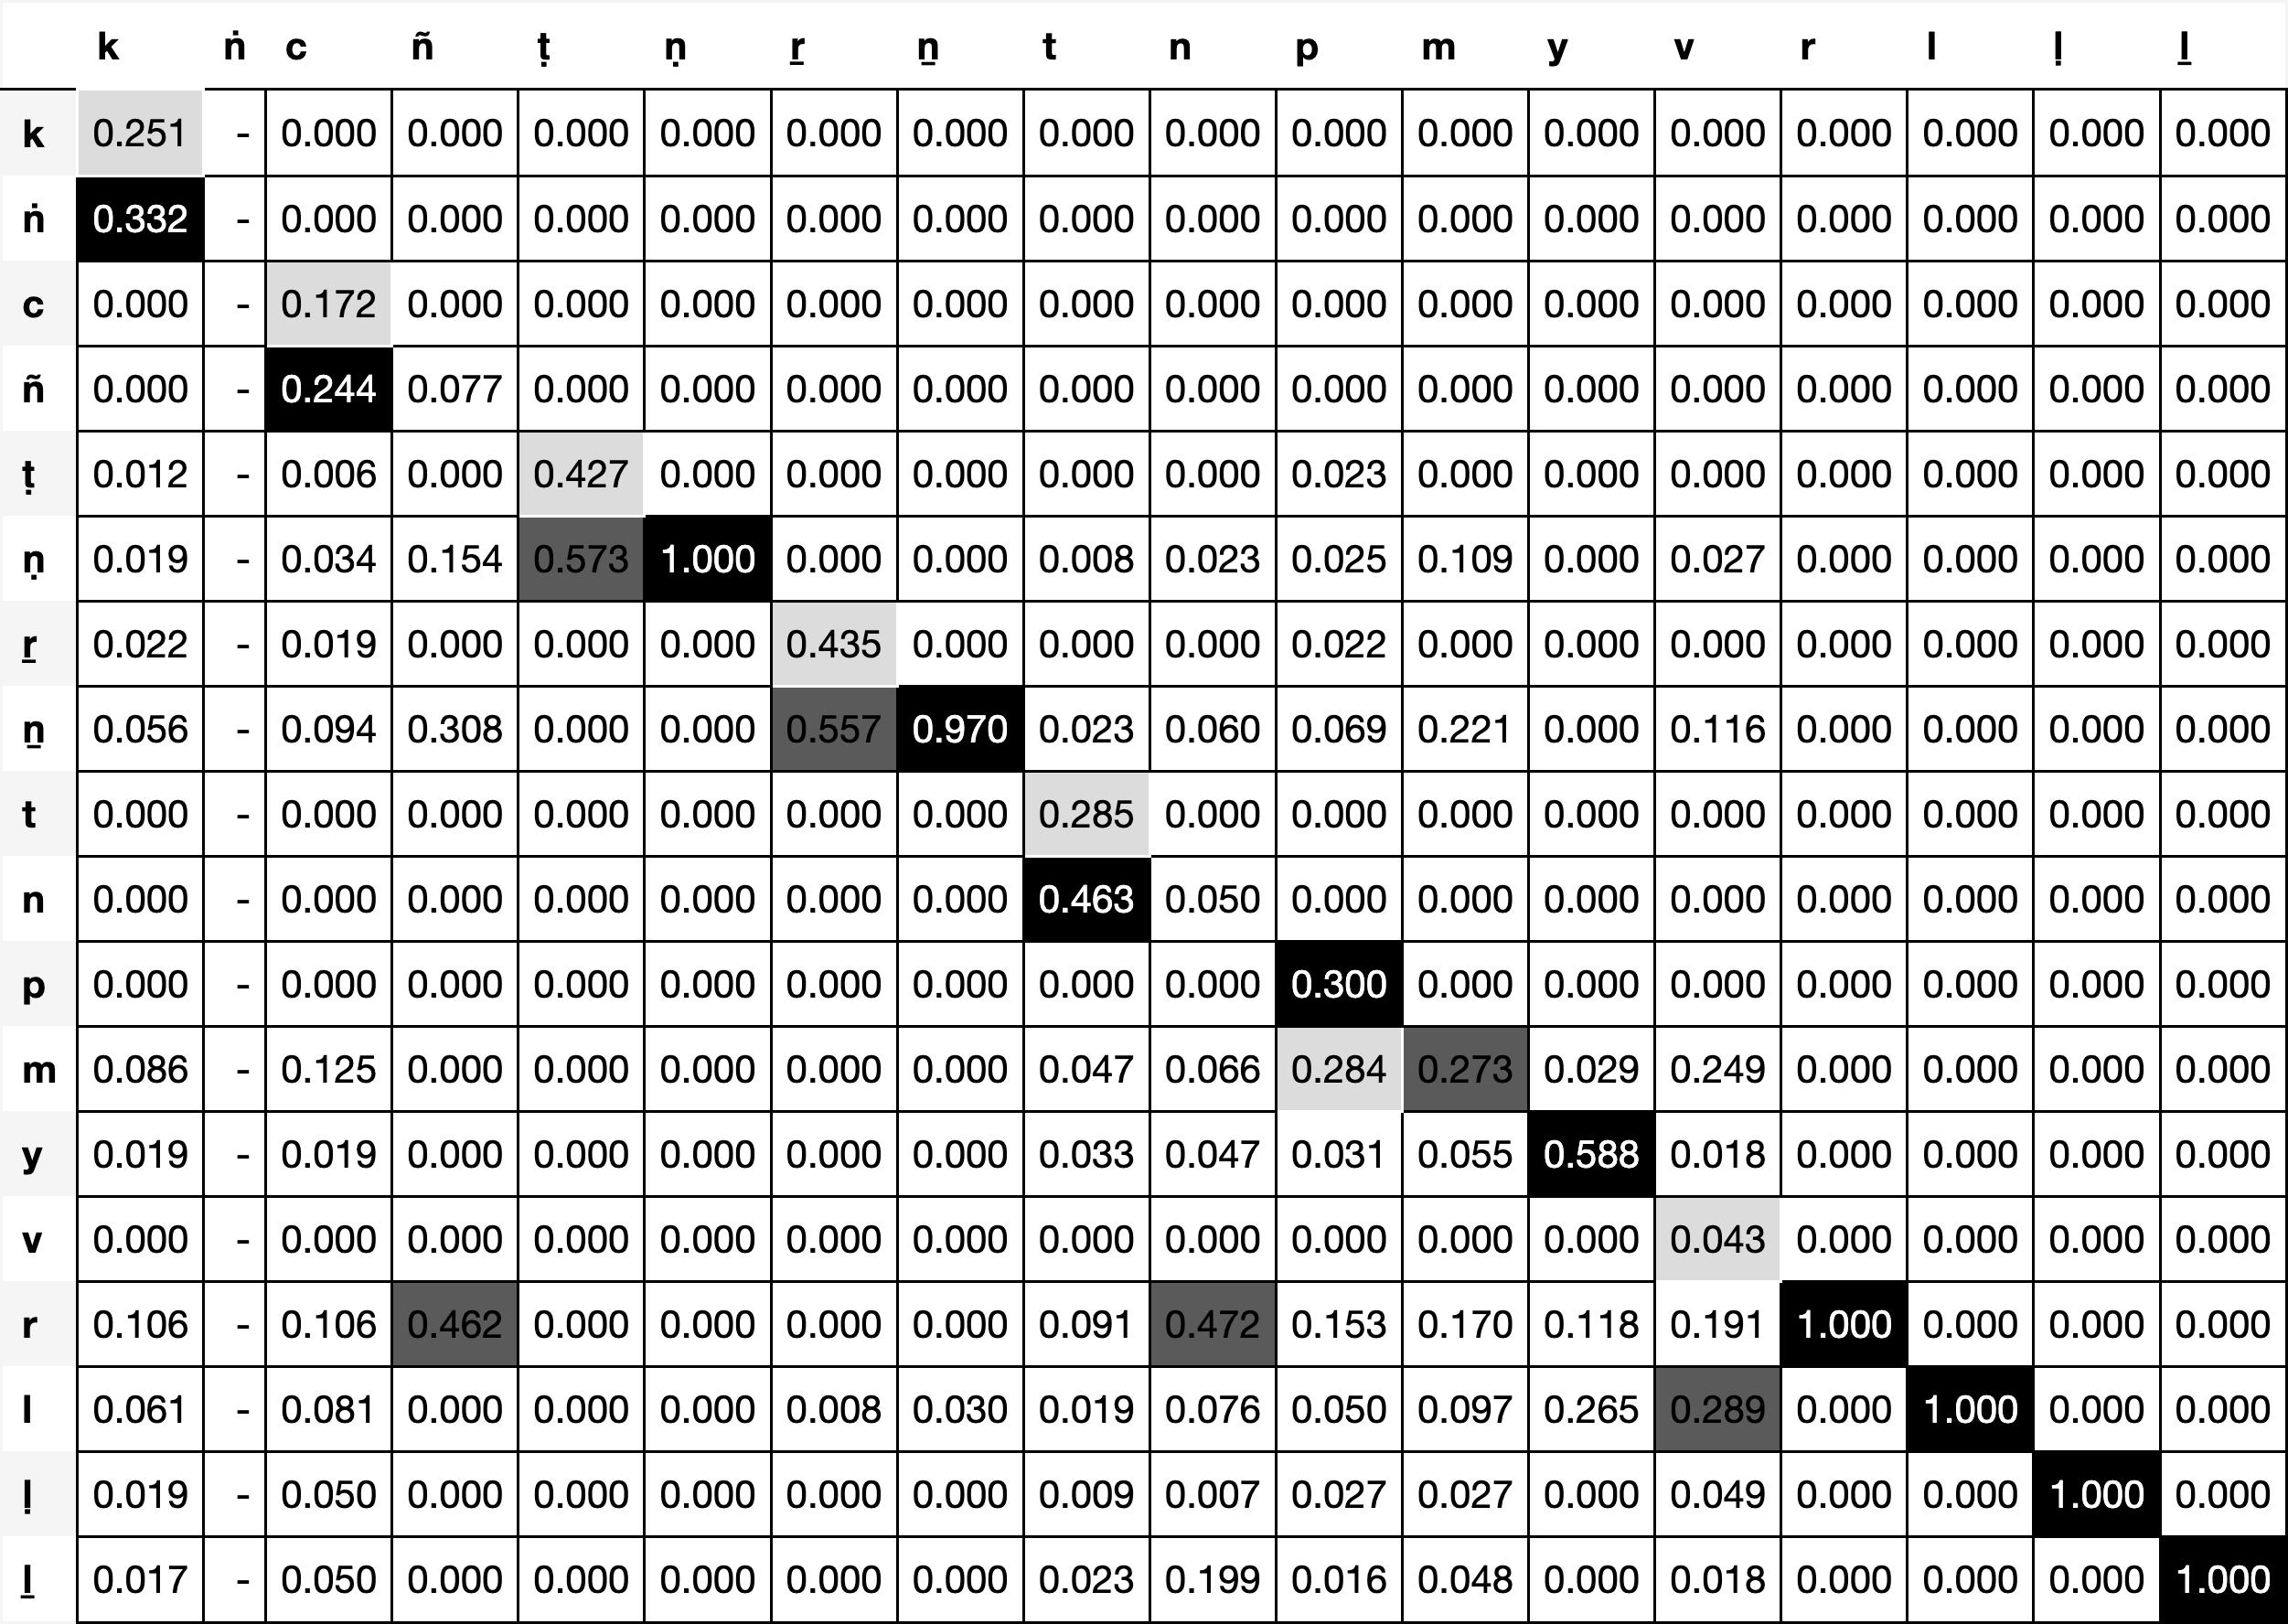 k ṅ c ñ ṭ ṇ ṟ ṉ t n p m y v r l ḷ ḻ
k 0.251 - 0.000 0.000 0.000 0.000 0.000 0.000 0.000 0.000 0.000 0.000 0.000 0.000 0.000 0.000 0.000 0.000
ṅ 0.332 - 0.000 0.000 0.000 0.000 0.000 0.000 0.000 0.000 0.000 0.000 0.000 0.000 0.000 0.000 0.000 0.000
c 0.000 - 0.172 0.000 0.000 0.000 0.000 0.000 0.000 0.000 0.000 0.000 0.000 0.000 0.000 0.000 0.000 0.000
ñ 0.000 - 0.244 0.077 0.000 0.000 0.000 0.000 0.000 0.000 0.000 0.000 0.000 0.000 0.000 0.000 0.000 0.000
ṭ 0.012 - 0.006 0.000 0.427 0.000 0.000 0.000 0.000 0.000 0.023 0.000 0.000 0.000 0.000 0.000 0.000 0.000
ṇ 0.019 - 0.034 0.154 0.573 1.000 0.000 0.000 0.008 0.023 0.025 0.109 0.000 0.027 0.000 0.000 0.000 0.000
ṟ 0.022 - 0.019 0.000 0.000 0.000 0.435 0.000 0.000 0.000 0.022 0.000 0.000 0.000 0.000 0.000 0.000 0.000
ṉ 0.056 - 0.094 0.308 0.000 0.000 0.557 0.970 0.023 0.060 0.069 0.221 0.000 0.116 0.000 0.000 0.000 0.000
t 0.000 - 0.000 0.000 0.000 0.000 0.000 0.000 0.285 0.000 0.000 0.000 0.000 0.000 0.000 0.000 0.000 0.000
n 0.000 - 0.000 0.000 0.000 0.000 0.000 0.000 0.463 0.050 0.000 0.000 0.000 0.000 0.000 0.000 0.000 0.000
p 0.000 - 0.000 0.000 0.000 0.000 0.000 0.000 0.000 0.000 0.300 0.000 0.000 0.000 0.000 0.000 0.000 0.000
m 0.086 - 0.125 0.000 0.000 0.000 0.000 0.000 0.047 0.066 0.284 0.273 0.029 0.249 0.000 0.000 0.000 0.000
y 0.019 - 0.019 0.000 0.000 0.000 0.000 0.000 0.033 0.047 0.031 0.055 0.588 0.018 0.000 0.000 0.000 0.000
v 0.000 - 0.000 0.000 0.000 0.000 0.000 0.000 0.000 0.000 0.000 0.000 0.000 0.043 0.000 0.000 0.000 0.000
r 0.106 - 0.106 0.462 0.000 0.000 0.000 0.000 0.091 0.472 0.153 0.170 0.118 0.191 1.000 0.000 0.000 0.000
l 0.061 - 0.081 0.000 0.000 0.000 0.008 0.030 0.019 0.076 0.050 0.097 0.265 0.289 0.000 1.000 0.000 0.000
ḷ 0.019 - 0.050 0.000 0.000 0.000 0.000 0.000 0.009 0.007 0.027 0.027 0.000 0.049 0.000 0.000 1.000 0.000
ḻ 0.017 - 0.050 0.000 0.000 0.000 0.000 0.000 0.023 0.199 0.016 0.048 0.000 0.018 0.000 0.000 0.000 1.000